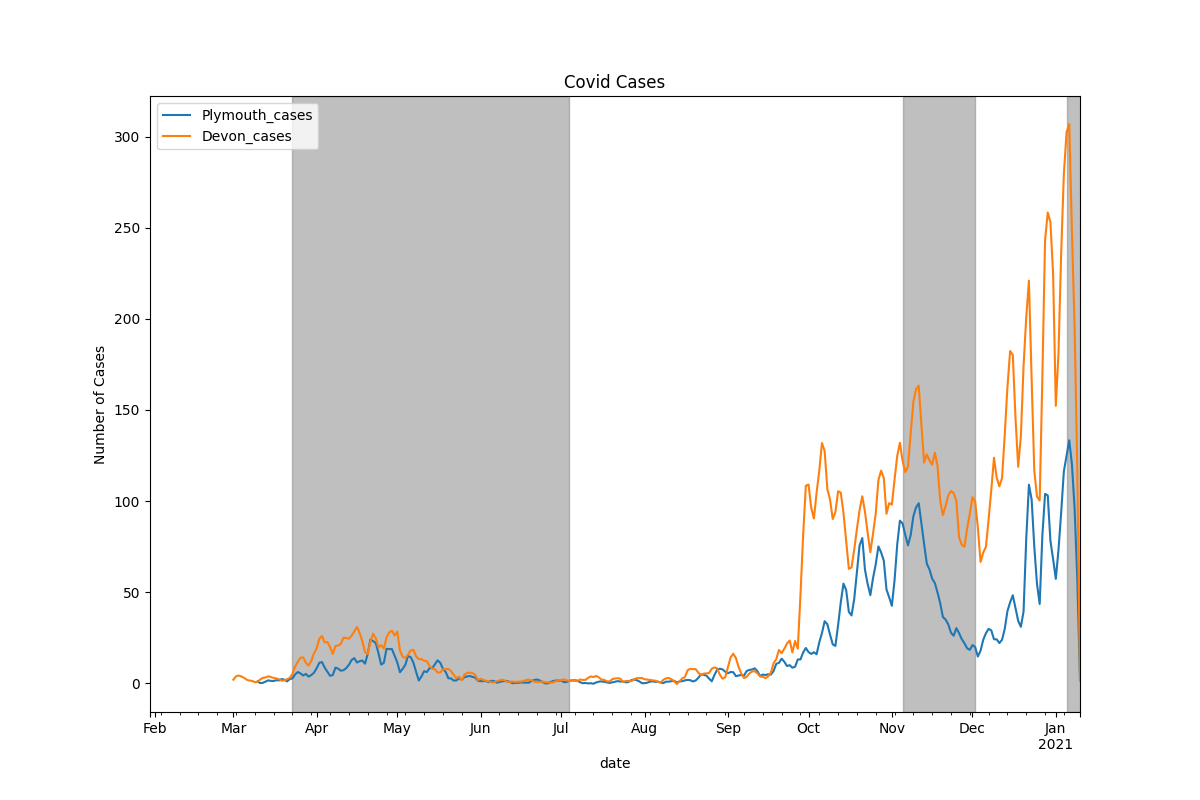 Covid Cases
Plymouth_cases
Devon_cases
Number of Cases
300
250
200
150
100
50
0
Feb Mar Apr May Jun Jul Aug Sep Oct Nov Dec Jan
2021
date